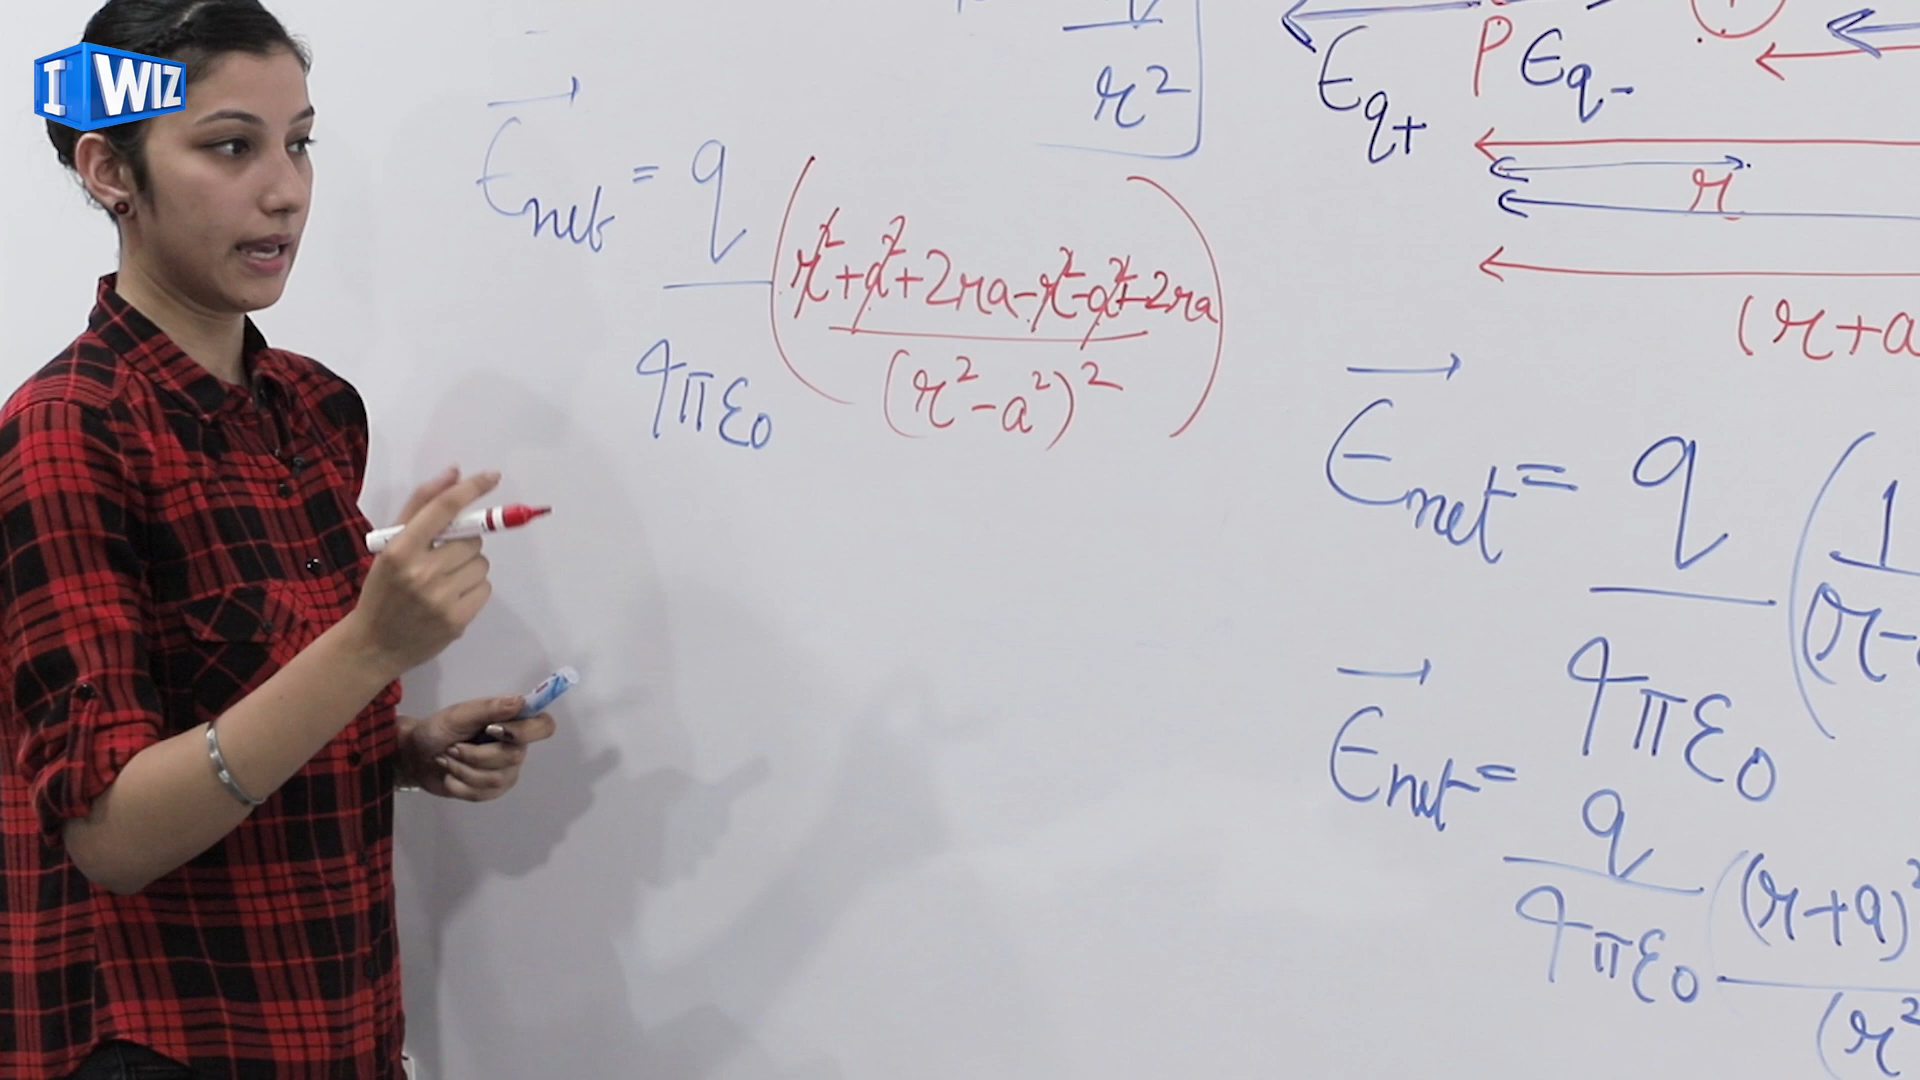 I WIZ
r²
E_net = q/4πε₀ (r²+a²+2ra-r²-a²+2ra/(r²-a²)²)
E_q+ P E_q-
r
(r+a
E_net = q/4πε₀ (1/(r-
E_net = q/4πε₀ (r+a)²
(r²